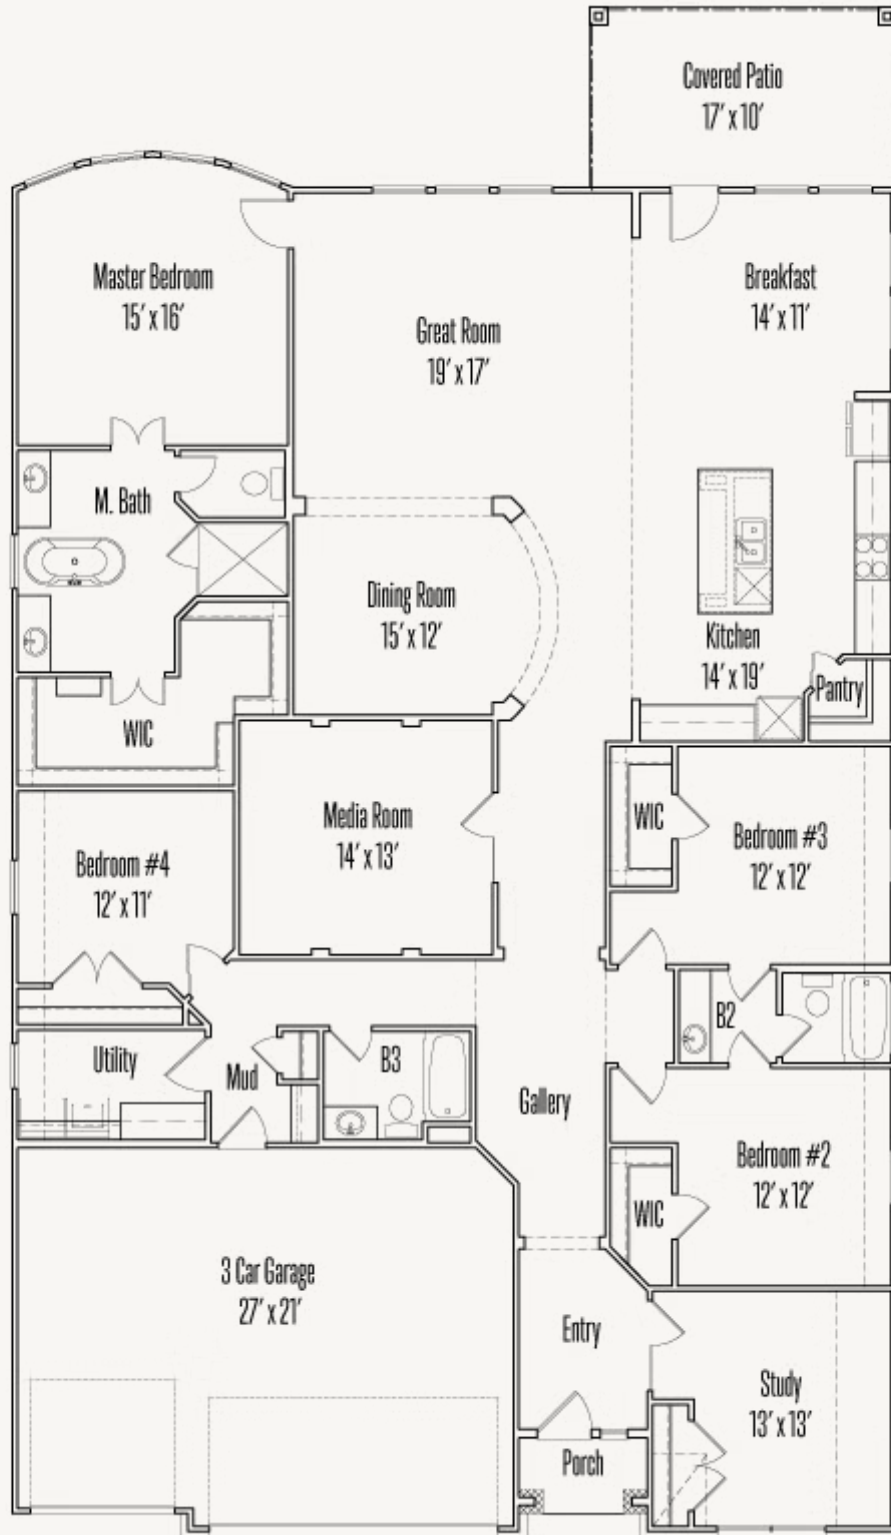 Covered Patio
17' x 10'
Master Bedroom
15' x 16'
Great Room
19' x 17'
Breakfast
14' x 11'
M. Bath
Dining Room
15' x 12'
Kitchen
14' x 19'
Pantry
WIC
Media Room
14' x 13'
WIC
Bedroom #3
12' x 12'
Bedroom #4
12' x 11'
B2
Utility
Mud
B3
Gallery
Bedroom #2
12' x 12'
WIC
3 Car Garage
27' x 21'
Entry
Study
13' x 13'
Porch